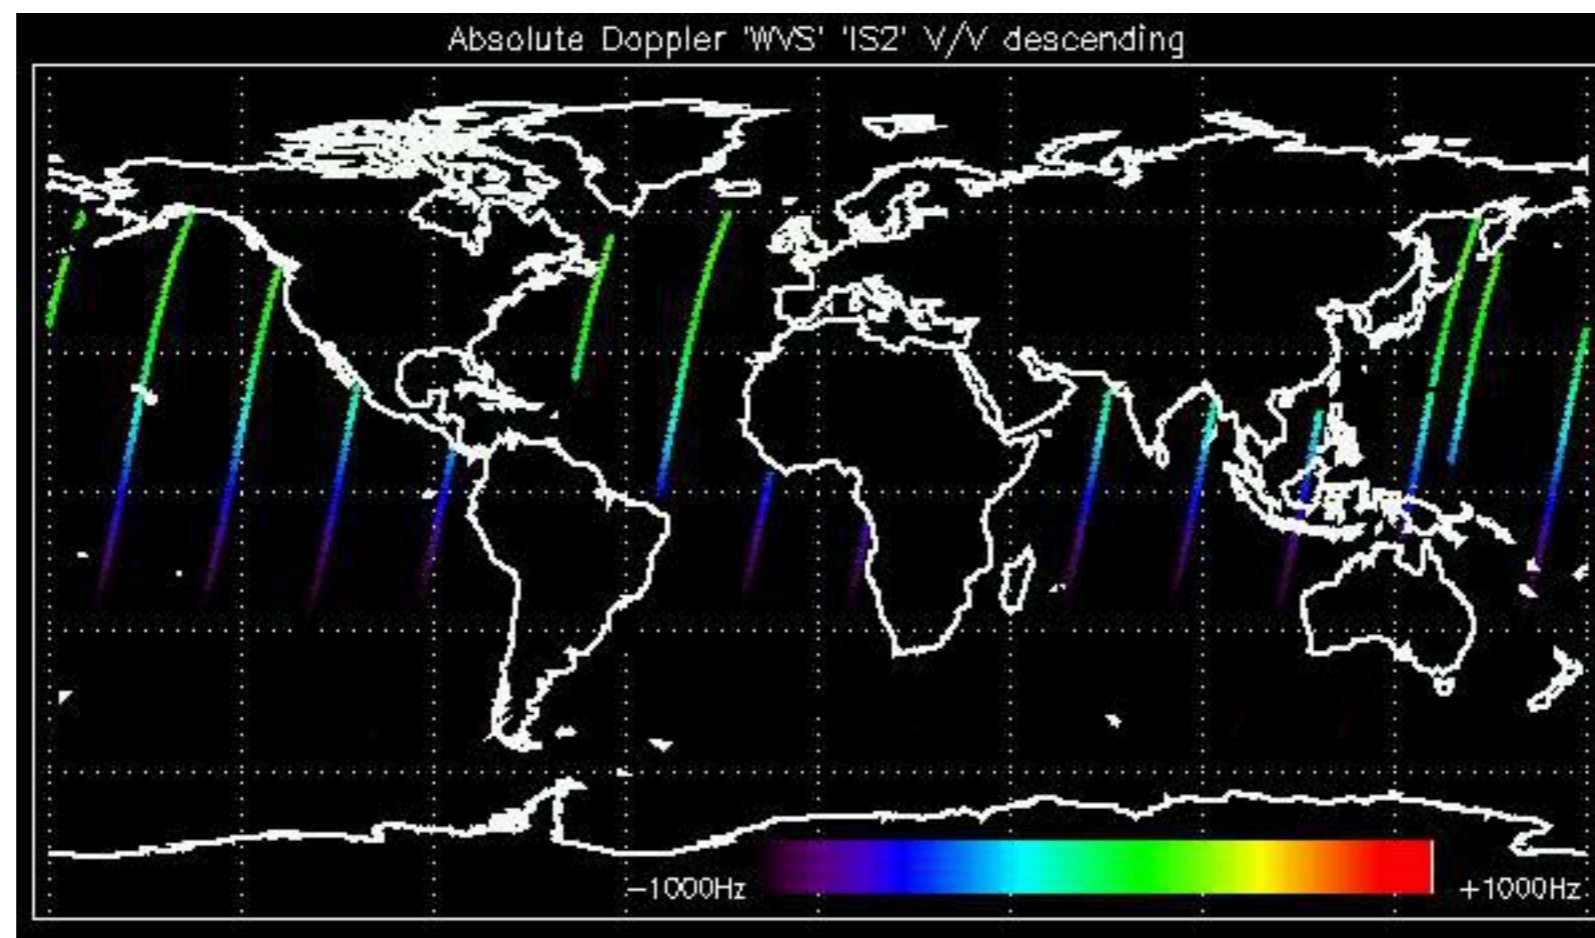 Absolute Doppler 'WVS' 'IS2' V/V descending
-1000Hz
+1000Hz